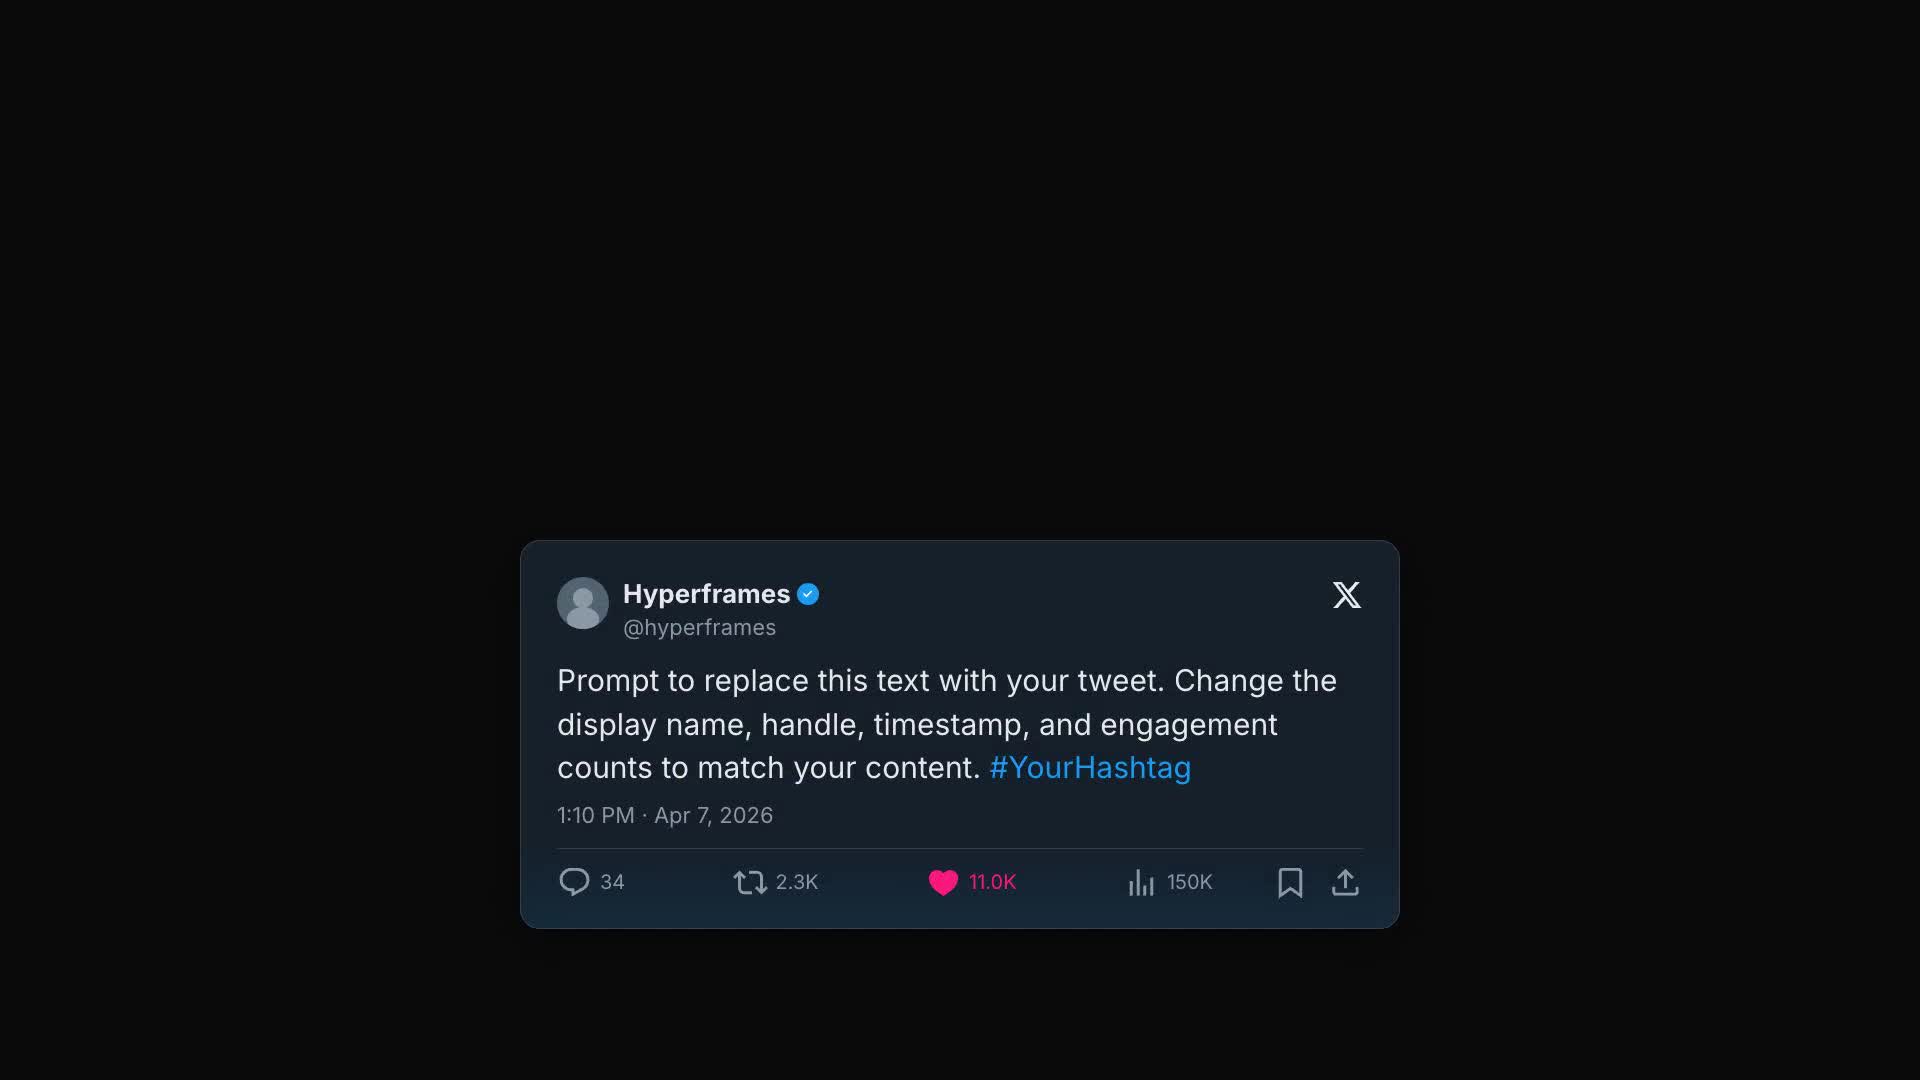 Hyperframes
@hyperframes
Prompt to replace this text with your tweet. Change the
display name, handle, timestamp, and engagement
counts to match your content. #YourHashtag
1:10 PM · Apr 7, 2026
34 2.3K 11.0K 150K